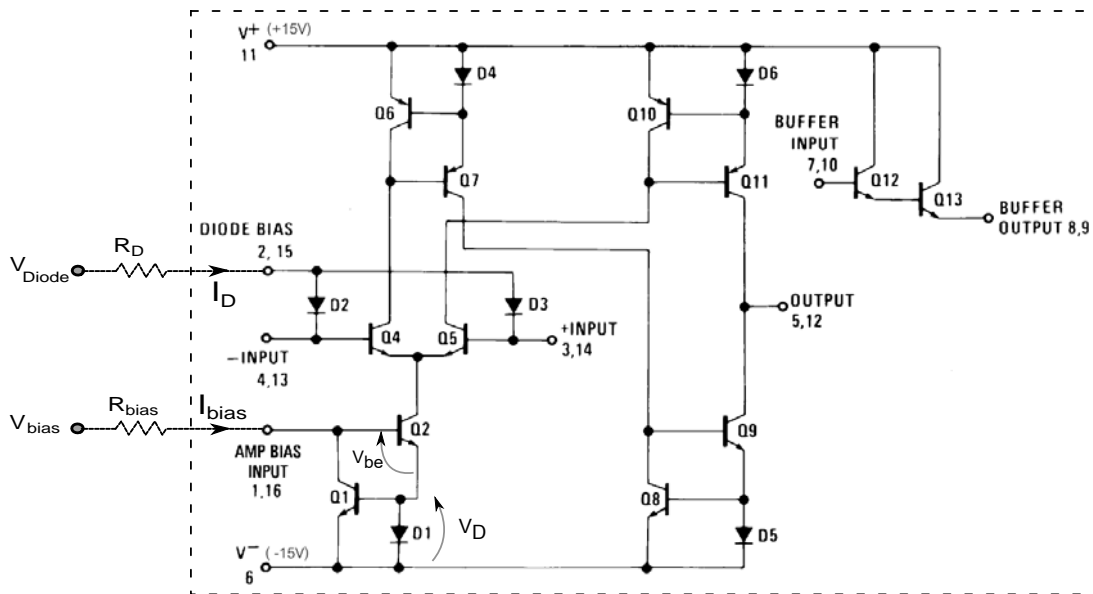 V+ (+15V)
11
D4
D6
Q6
Q10
BUFFER
INPUT
7,10
Q7
Q11
Q12
Q13
BUFFER
OUTPUT 8,9
DIODE BIAS
2, 15
R_D
V_Diode
I_D
D2
D3
OUTPUT
5,12
Q4
Q5
+INPUT
3,14
—INPUT
4,13
R_bias
I_bias
V_bias
Q2
Q9
AMP BIAS
INPUT
1,16
V_be
Q1
Q8
D1
V_D
D5
V— (-15V)
6